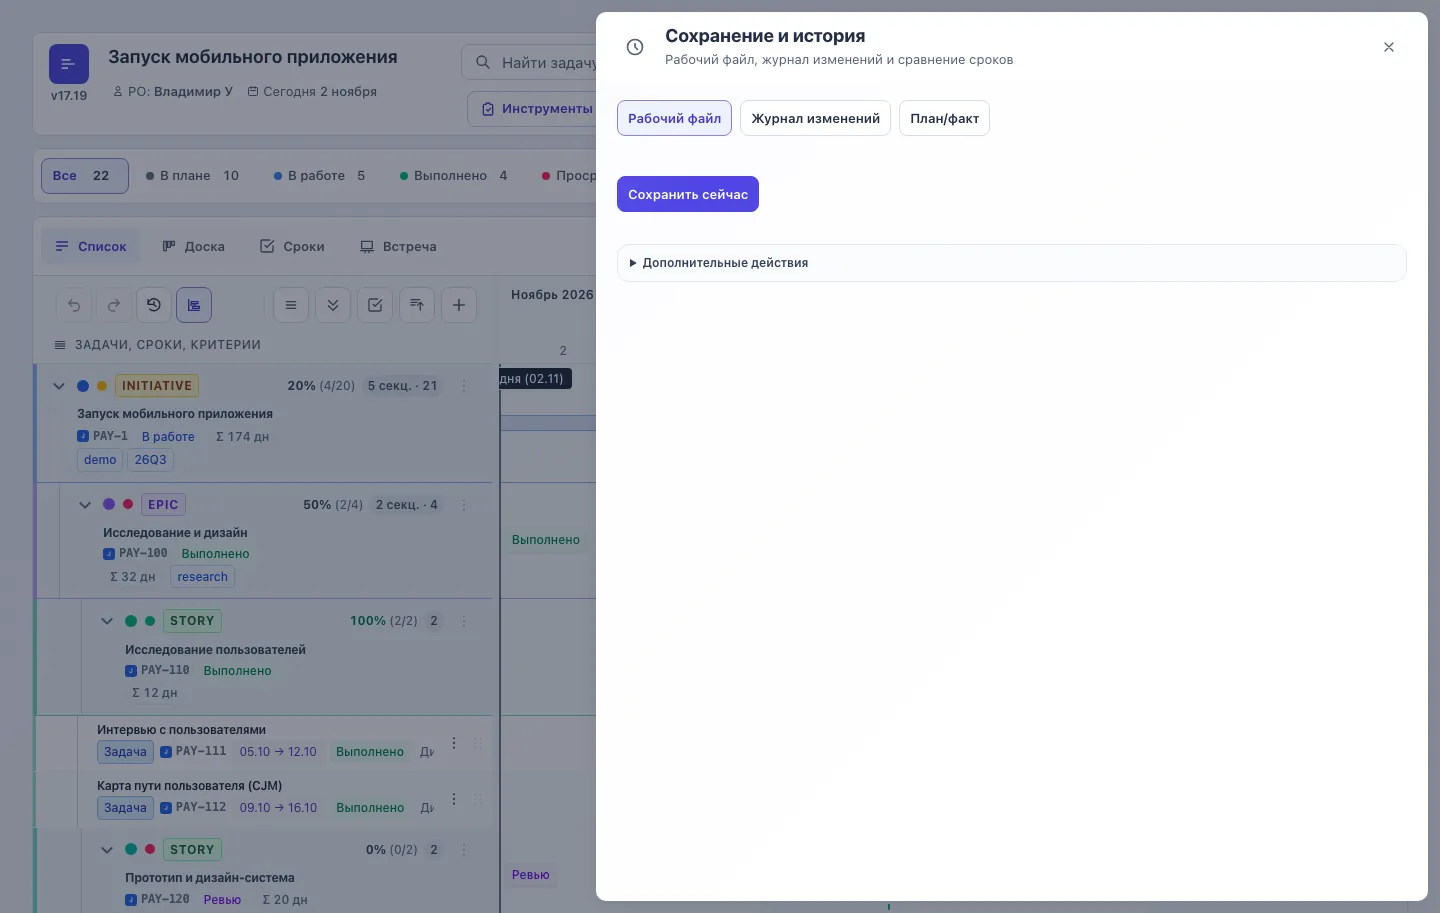 Запуск мобильного приложения
v17.19
PO: Владимир У
Сегодня 2 ноября
Найти задачу
Инструменты
Все 22
В плане 10
В работе 5
Выполнено 4
Список
Доска
Сроки
Встреча
Ноябрь 2026
ЗАДАЧИ, СРОКИ, КРИТЕРИИ
2
дня (02.11)
INITIATIVE
20% (4/20)
5 секц. · 21
Запуск мобильного приложения
PAY-1 В работе Σ 174 дн
demo 26Q3
EPIC
50% (2/4)
2 секц. · 4
Исследование и дизайн
PAY-100 Выполнено
Σ 32 дн research
Выполнено
STORY
100% (2/2) 2
Исследование пользователей
PAY-110 Выполнено
Σ 12 дн
Интервью с пользователями
Задача PAY-111 05.10 → 12.10 Выполнено
Карта пути пользователя (CJM)
Задача PAY-112 09.10 → 16.10 Выполнено
STORY
0% (0/2) 2
Прототип и дизайн-система
PAY-120 Ревью Σ 20 дн
Ревью
Сохранение и история
Рабочий файл, журнал изменений и сравнение сроков
Рабочий файл
Журнал изменений
План/факт
Сохранить сейчас
Дополнительные действия